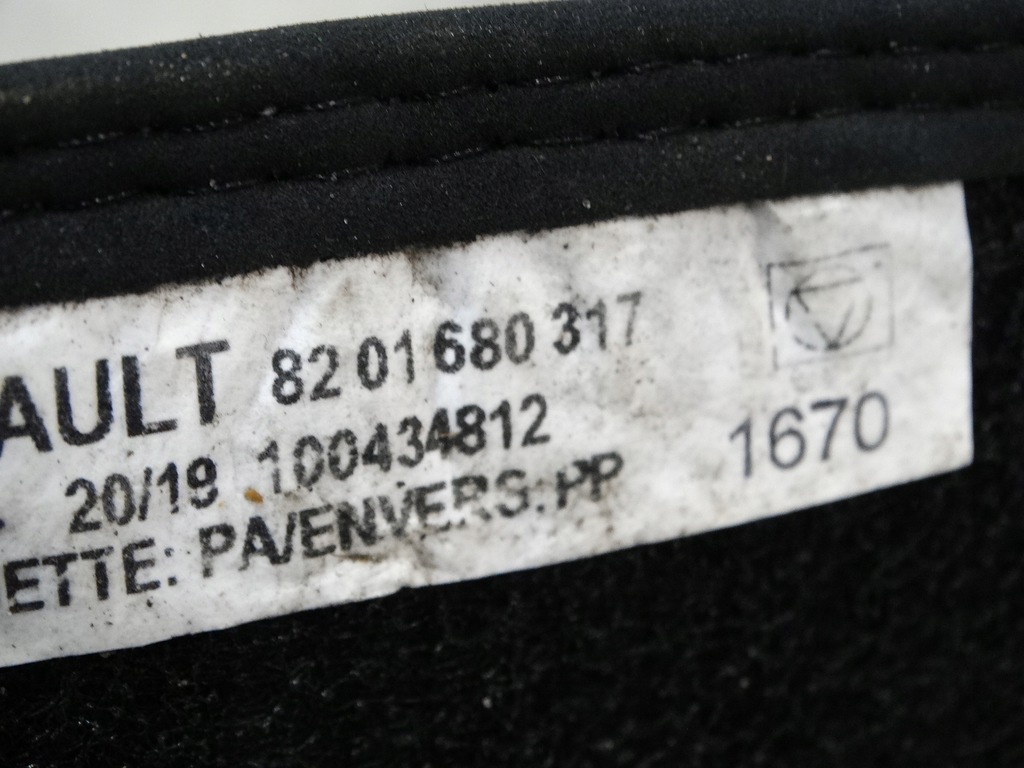 AULT 82 01 680 317
20/19 100434812 1670
ETTE: PA/ENVERS: PP